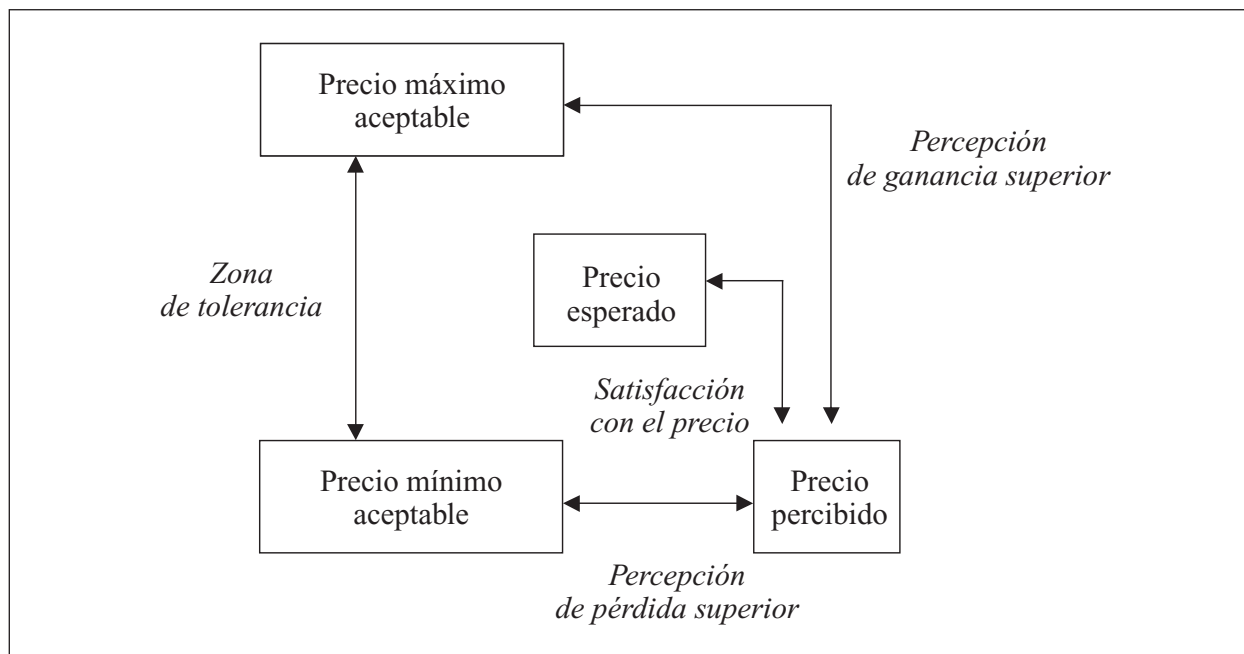 Precio máximo
aceptable
Percepción
de ganancia superior
Precio
esperado
Zona
de tolerancia
Satisfacción
con el precio
Precio mínimo
aceptable
Precio
percibido
Percepción
de pérdida superior